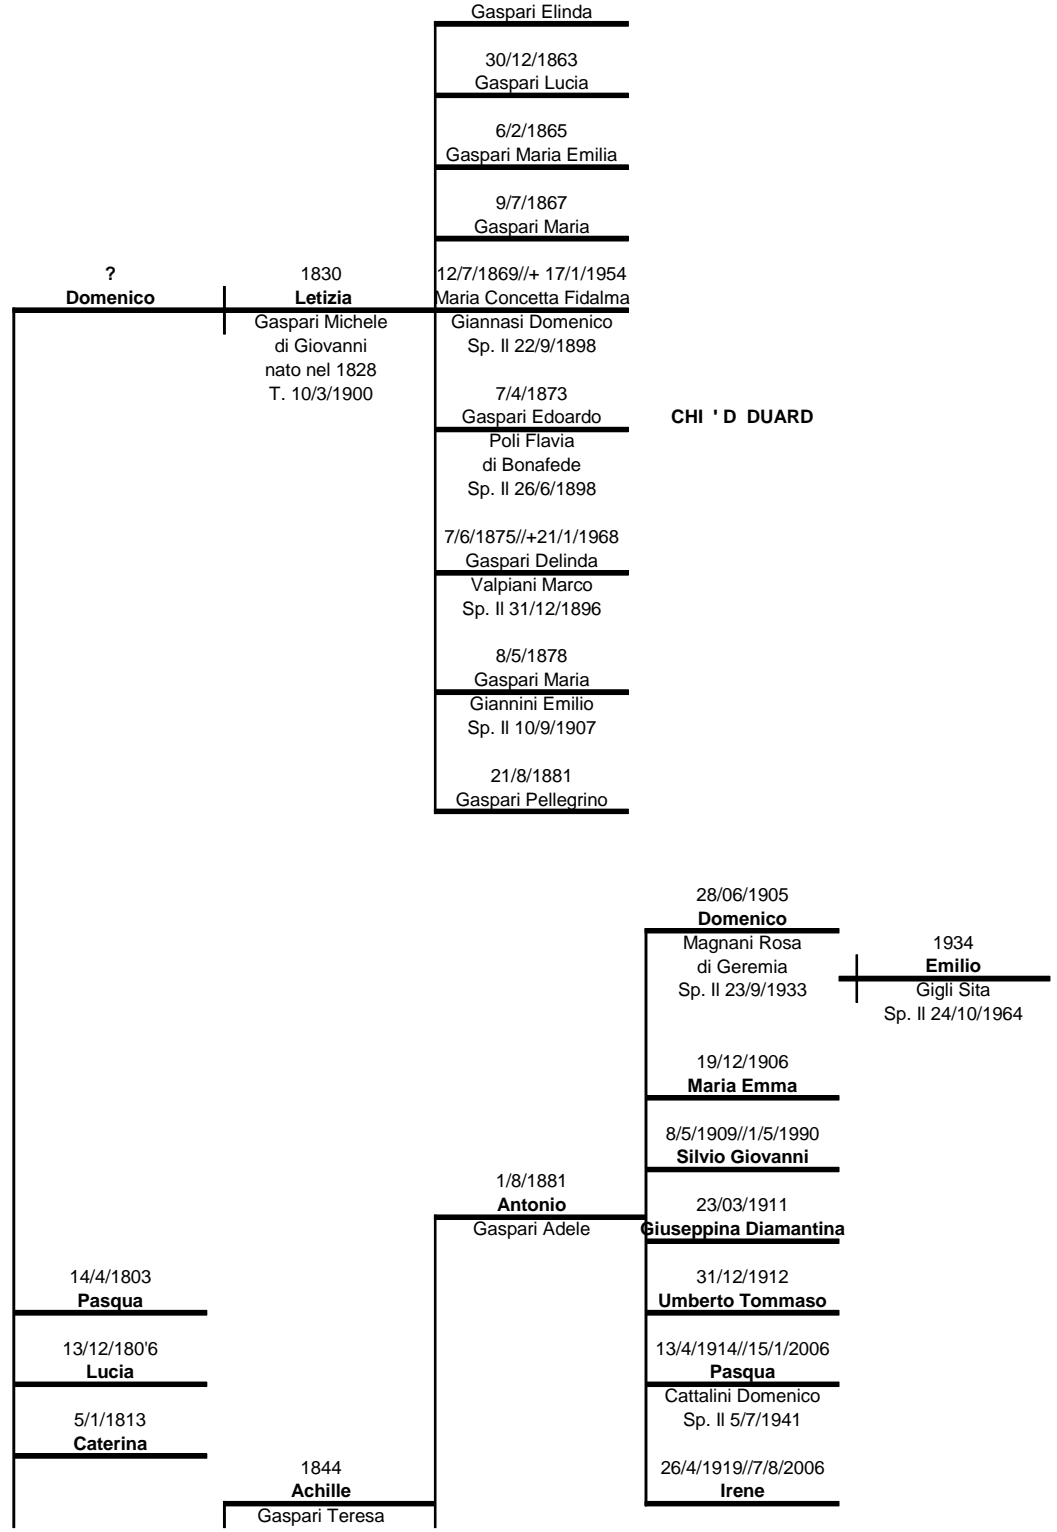 Gaspari Elinda
30/12/1863
Gaspari Lucia
6/2/1865
Gaspari Maria Emilia
9/7/1867
Gaspari Maria
?
Domenico
1830
Letizia
Gaspari Michele
di Giovanni
nato nel 1828
T. 10/3/1900
12/7/1869//+ 17/1/1954
Maria Concetta Fidalma
Giannasi Domenico
Sp. Il 22/9/1898
7/4/1873
Gaspari Edoardo
CHI ' D DUARD
Poli Flavia
di Bonafede
Sp. Il 26/6/1898
7/6/1875//+21/1/1968
Gaspari Delinda
Valpiani Marco
Sp. Il 31/12/1896
8/5/1878
Gaspari Maria
Giannini Emilio
Sp. Il 10/9/1907
21/8/1881
Gaspari Pellegrino
28/06/1905
Domenico
Magnani Rosa
di Geremia
Sp. Il 23/9/1933
1934
Emilio
Gigli Sita
Sp. Il 24/10/1964
19/12/1906
Maria Emma
8/5/1909//1/5/1990
Silvio Giovanni
1/8/1881
Antonio
Gaspari Adele
23/03/1911
Giuseppina Diamantina
14/4/1803
Pasqua
31/12/1912
Umberto Tommaso
13/12/180'6
Lucia
13/4/1914//15/1/2006
Pasqua
Cattalini Domenico
Sp. Il 5/7/1941
5/1/1813
Caterina
1844
Achille
Gaspari Teresa
26/4/1919//7/8/2006
Irene